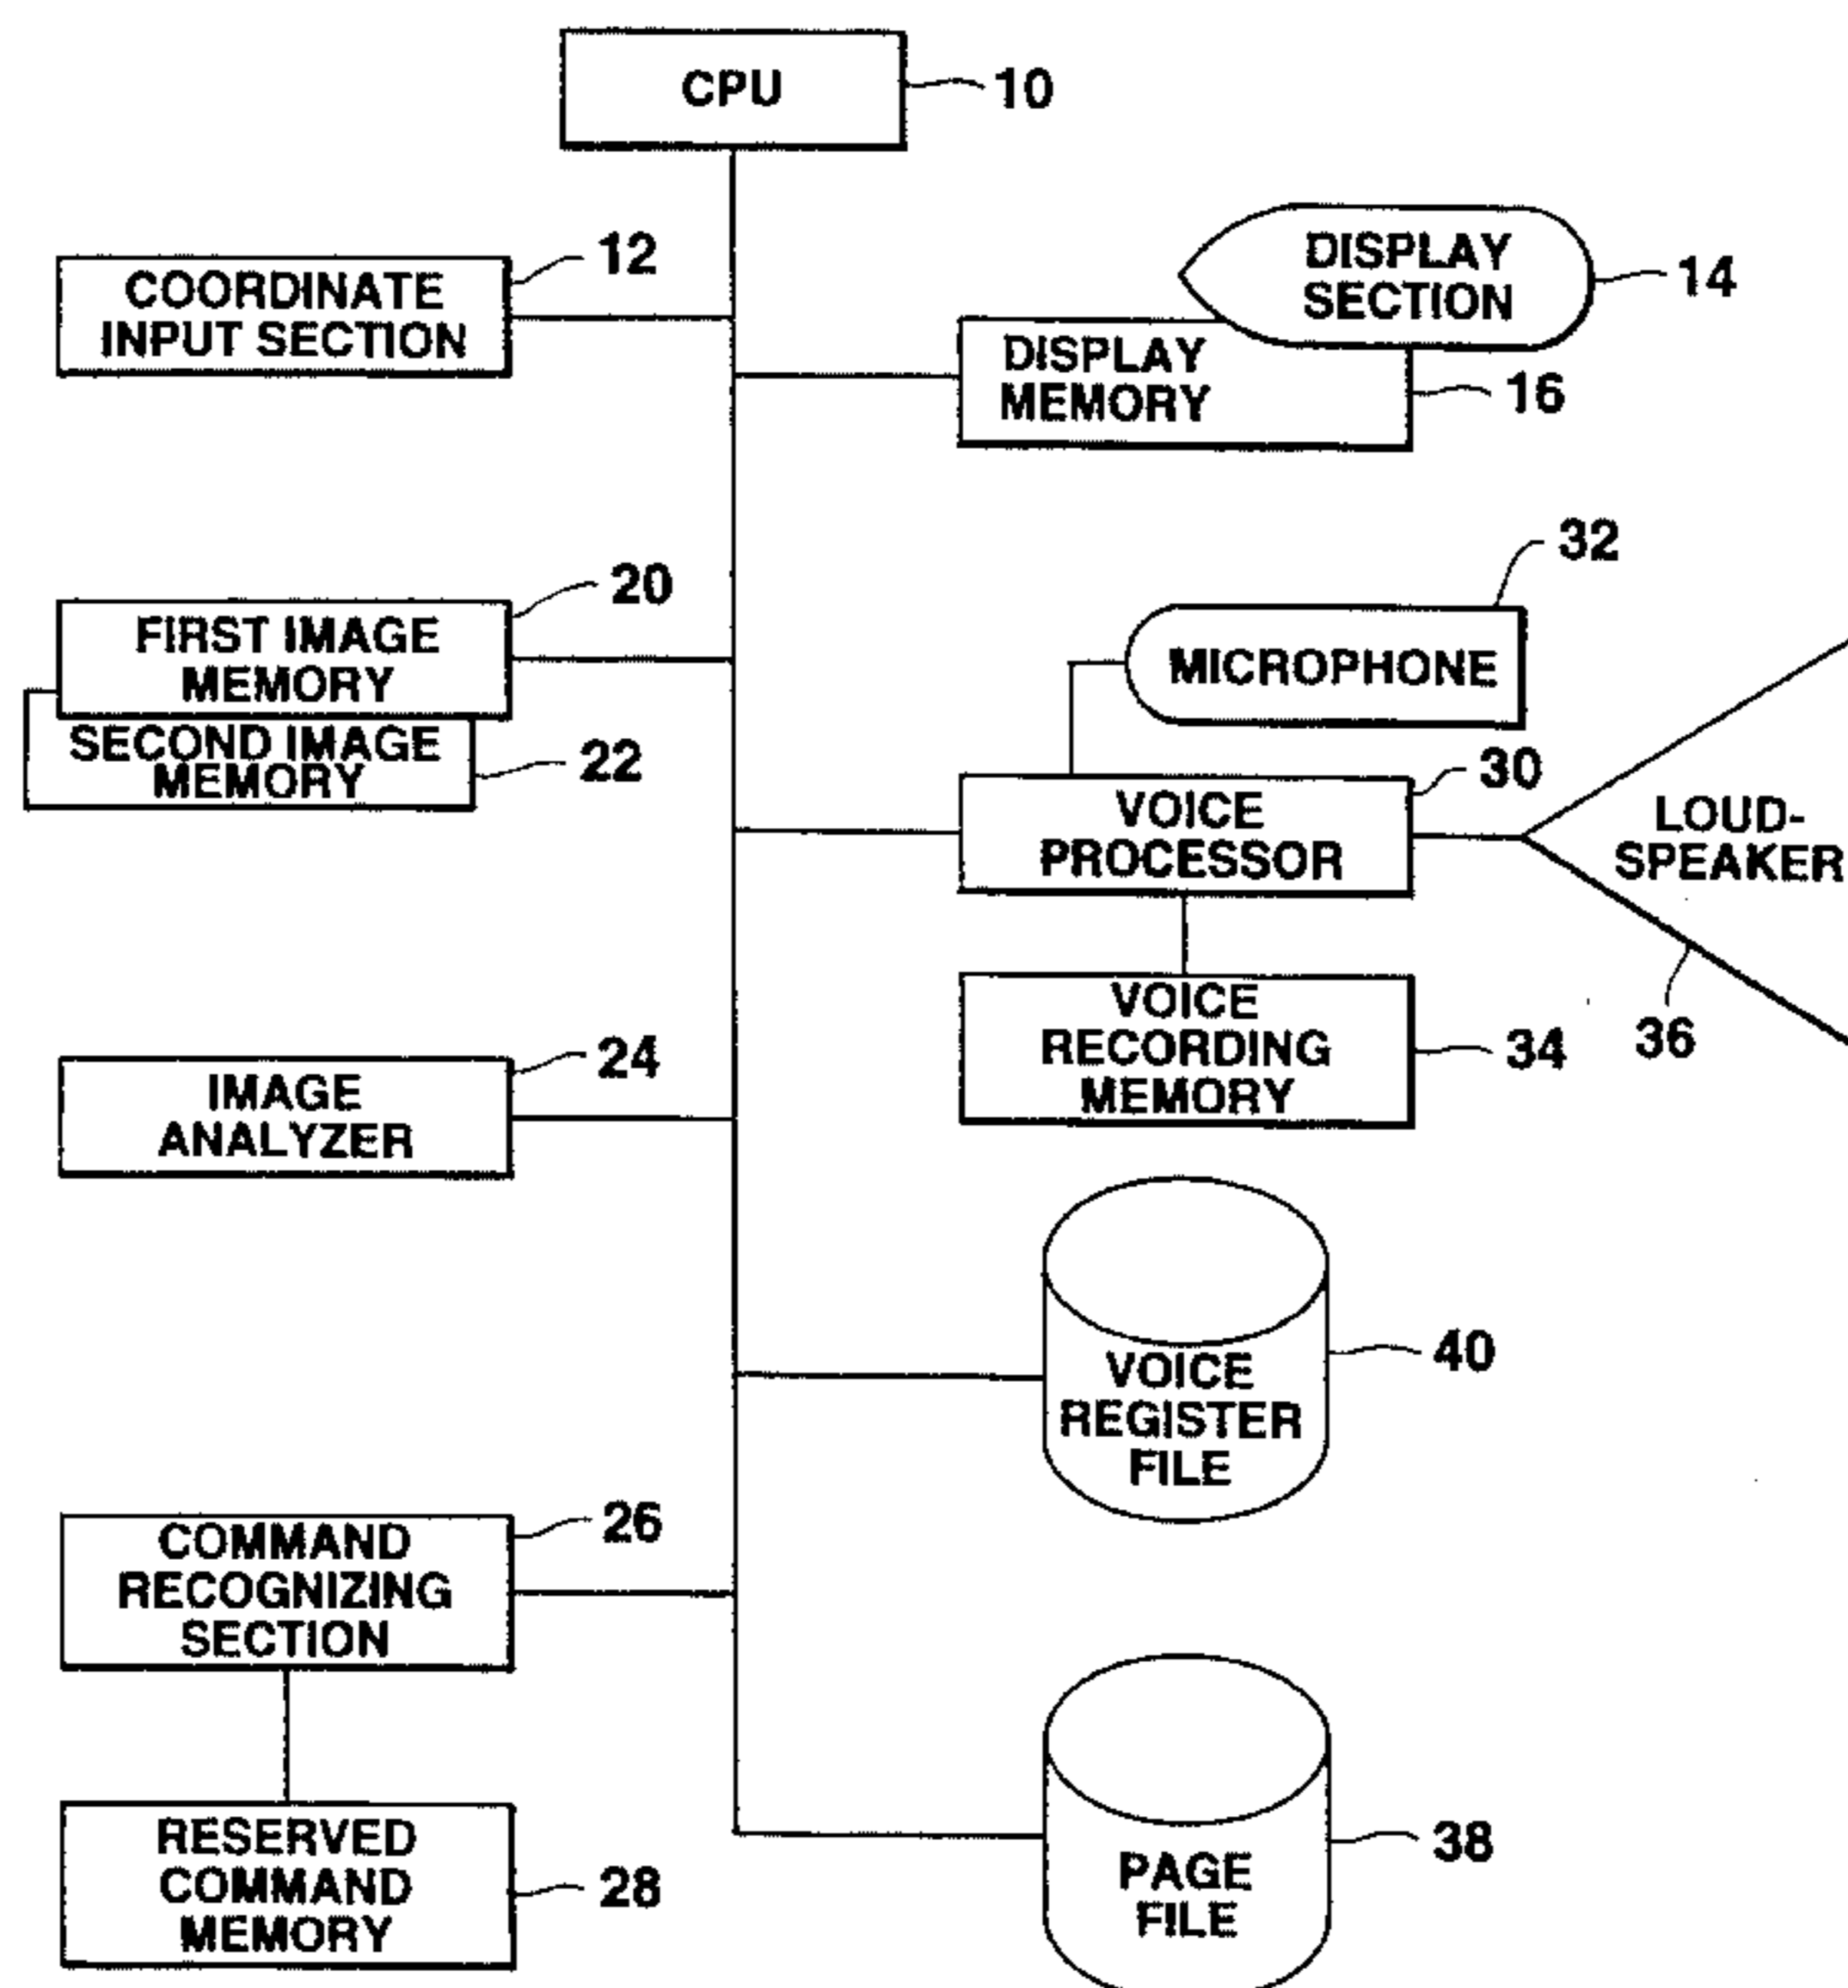 CPU
10
12
COORDINATE
INPUT SECTION
DISPLAY
SECTION
14
DISPLAY
MEMORY
16
20
FIRST IMAGE
MEMORY
SECOND IMAGE
MEMORY
22
32
MICROPHONE
30
VOICE
PROCESSOR
LOUD-
SPEAKER
36
VOICE
RECORDING
MEMORY
34
24
IMAGE
ANALYZER
VOICE
REGISTER
FILE
40
26
COMMAND
RECOGNIZING
SECTION
RESERVED
COMMAND
MEMORY
28
PAGE
FILE
38